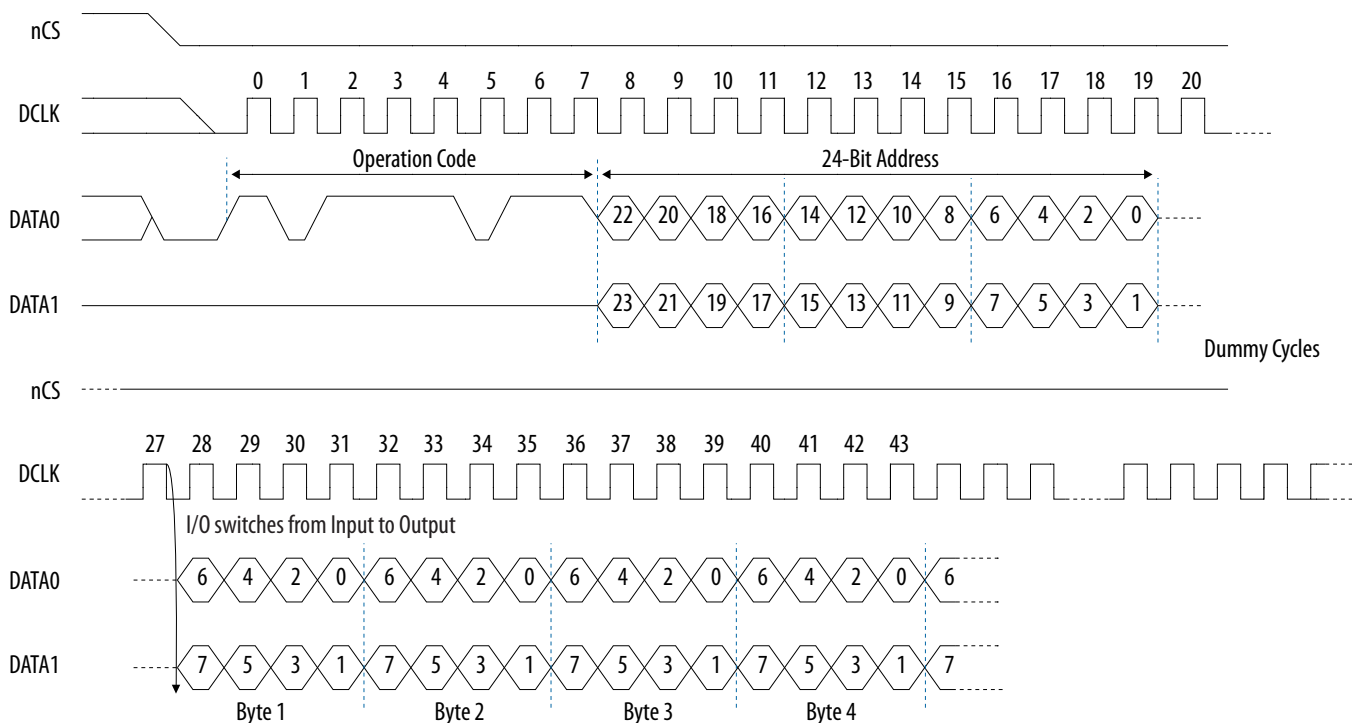 nCS
0 1 2 3 4 5 6 7 8 9 10 11 12 13 14 15 16 17 18 19 20
DCLK
Operation Code 24-Bit Address
DATA0 22 20 18 16 14 12 10 8 6 4 2 0
DATA1 23 21 19 17 15 13 11 9 7 5 3 1
Dummy Cycles
nCS
27 28 29 30 31 32 33 34 35 36 37 38 39 40 41 42 43
DCLK
I/O switches from Input to Output
DATA0 6 4 2 0 6 4 2 0 6 4 2 0 6 4 2 0 6
DATA1 7 5 3 1 7 5 3 1 7 5 3 1 7 5 3 1 7
Byte 1 Byte 2 Byte 3 Byte 4